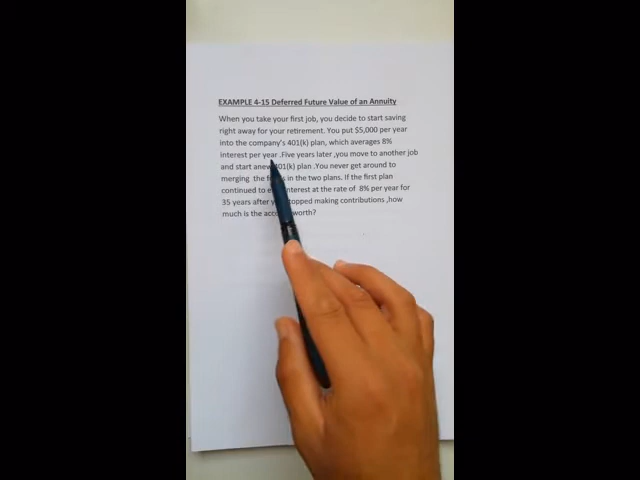 EXAMPLE 4-15 Deferred Future Value of an Annuity
When you take your first job, you decide to start saving
right away for your retirement. You put $5,000 per year
into the company's 401(k) plan, which averages 8%
interest per year .Five years later ,you move to another job
and start anew 401(k) plan .You never get around to
merging the in the two plans. If the first plan
continued to interest at the rate of 8% per year for
35 years after stopped making contributions ,how
much is the worth?